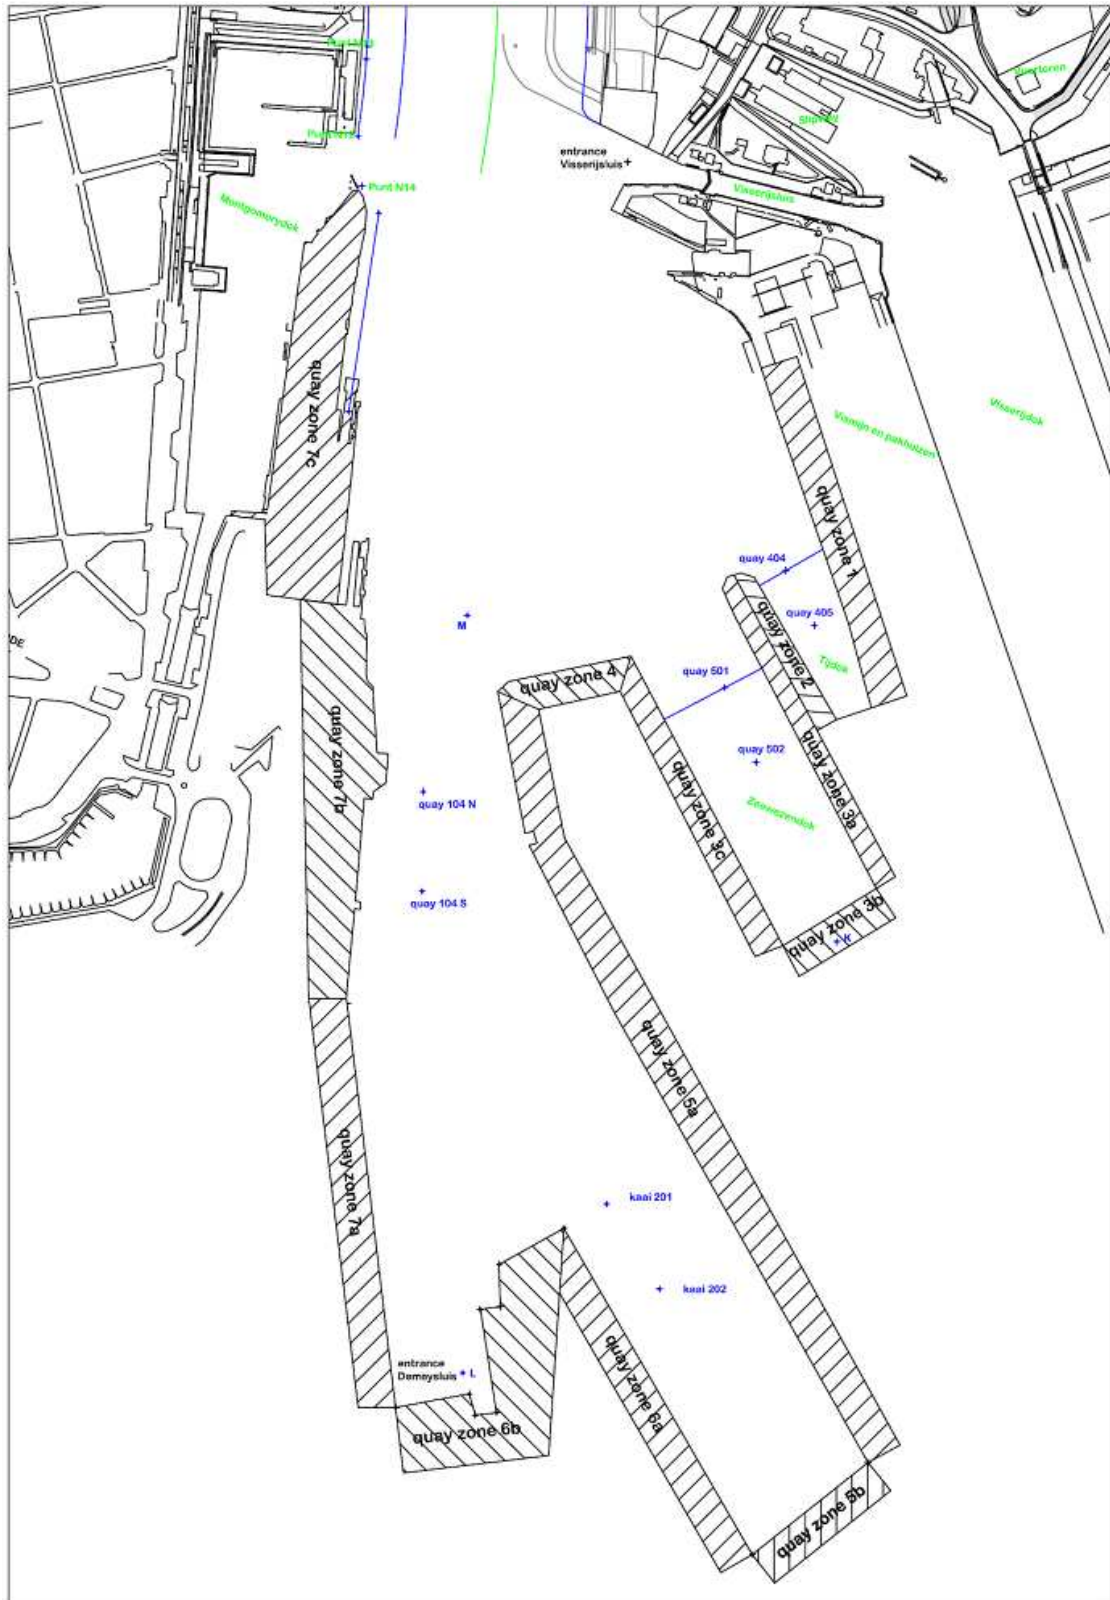 Vuurtoren
Slipway
entrance
Visserijsluis
Punt N14
Visserijsluis
Montgomerydok
quay zone 7c
Visserijdok
Vismijn en pakhuizen
quay zone 1
quay 404
quay 405
M
quay zone 2
Tijdok
quay 501
quay zone 4
quay zone 7b
quay 502
quay zone 3a
quay zone 3c
quay 104 N
Zeewezendok
quay 104 S
quay zone 3b
quay zone 5a
quay zone 7a
kaai 201
kaai 202
entrance
Demeysluis
L
quay zone 6a
quay zone 6b
quay zone 5b